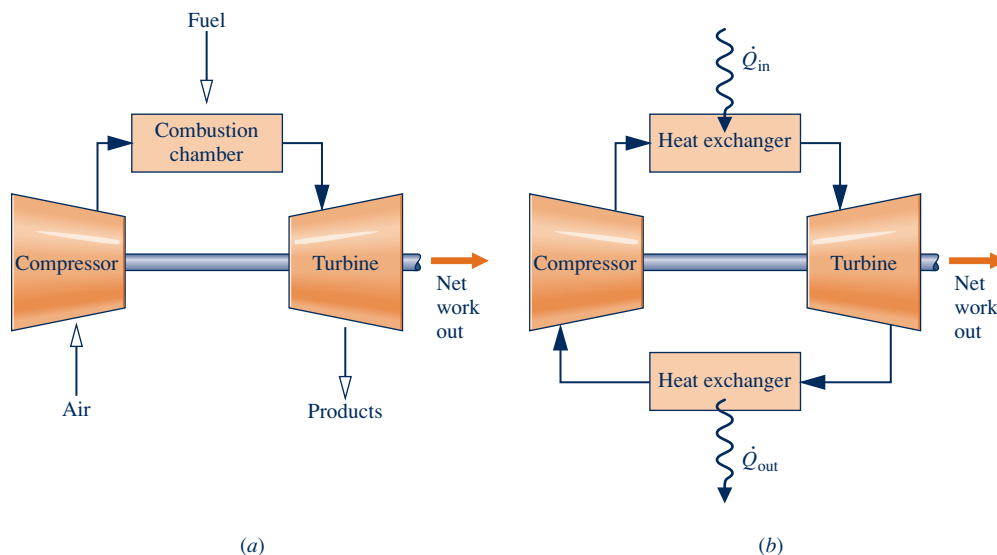 Fuel
Combustion
chamber
Compressor
Turbine
Net
work
out
Air
Products
(a)
Q̇in
Heat exchanger
Compressor
Turbine
Net
work
out
Heat exchanger
Q̇out
(b)